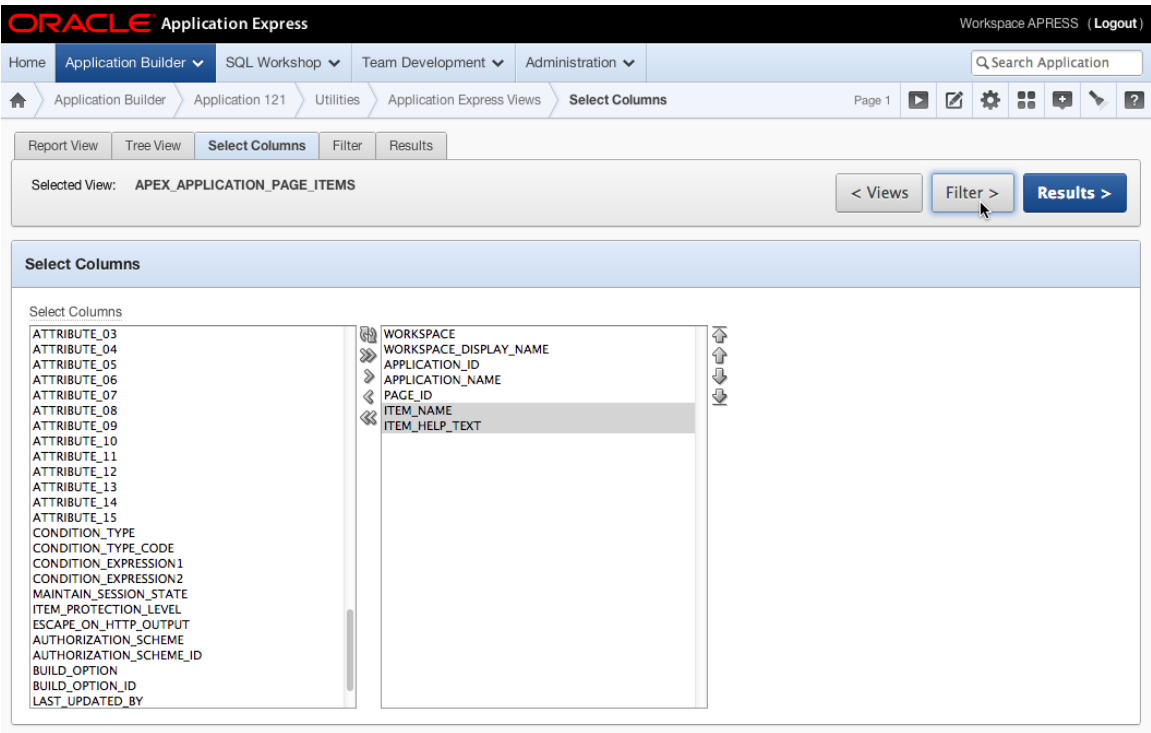 ORACLE Application Express
Workspace APRESS (Logout)
Home Application Builder SQL Workshop Team Development Administration Search Application
Application Builder Application 121 Utilities Application Express Views Select Columns Page 1
Report View Tree View Select Columns Filter Results
Selected View: APEX_APPLICATION_PAGE_ITEMS
< Views Filter > Results >
Select Columns
Select Columns
ATTRIBUTE_03
ATTRIBUTE_04
ATTRIBUTE_05
ATTRIBUTE_06
ATTRIBUTE_07
ATTRIBUTE_08
ATTRIBUTE_09
ATTRIBUTE_10
ATTRIBUTE_11
ATTRIBUTE_12
ATTRIBUTE_13
ATTRIBUTE_14
ATTRIBUTE_15
CONDITION_TYPE
CONDITION_TYPE_CODE
CONDITION_EXPRESSION1
CONDITION_EXPRESSION2
MAINTAIN_SESSION_STATE
ITEM_PROTECTION_LEVEL
ESCAPE_ON_HTTP_OUTPUT
AUTHORIZATION_SCHEME
AUTHORIZATION_SCHEME_ID
BUILD_OPTION
BUILD_OPTION_ID
LAST_UPDATED_BY
WORKSPACE
WORKSPACE_DISPLAY_NAME
APPLICATION_ID
APPLICATION_NAME
PAGE_ID
ITEM_NAME
ITEM_HELP_TEXT